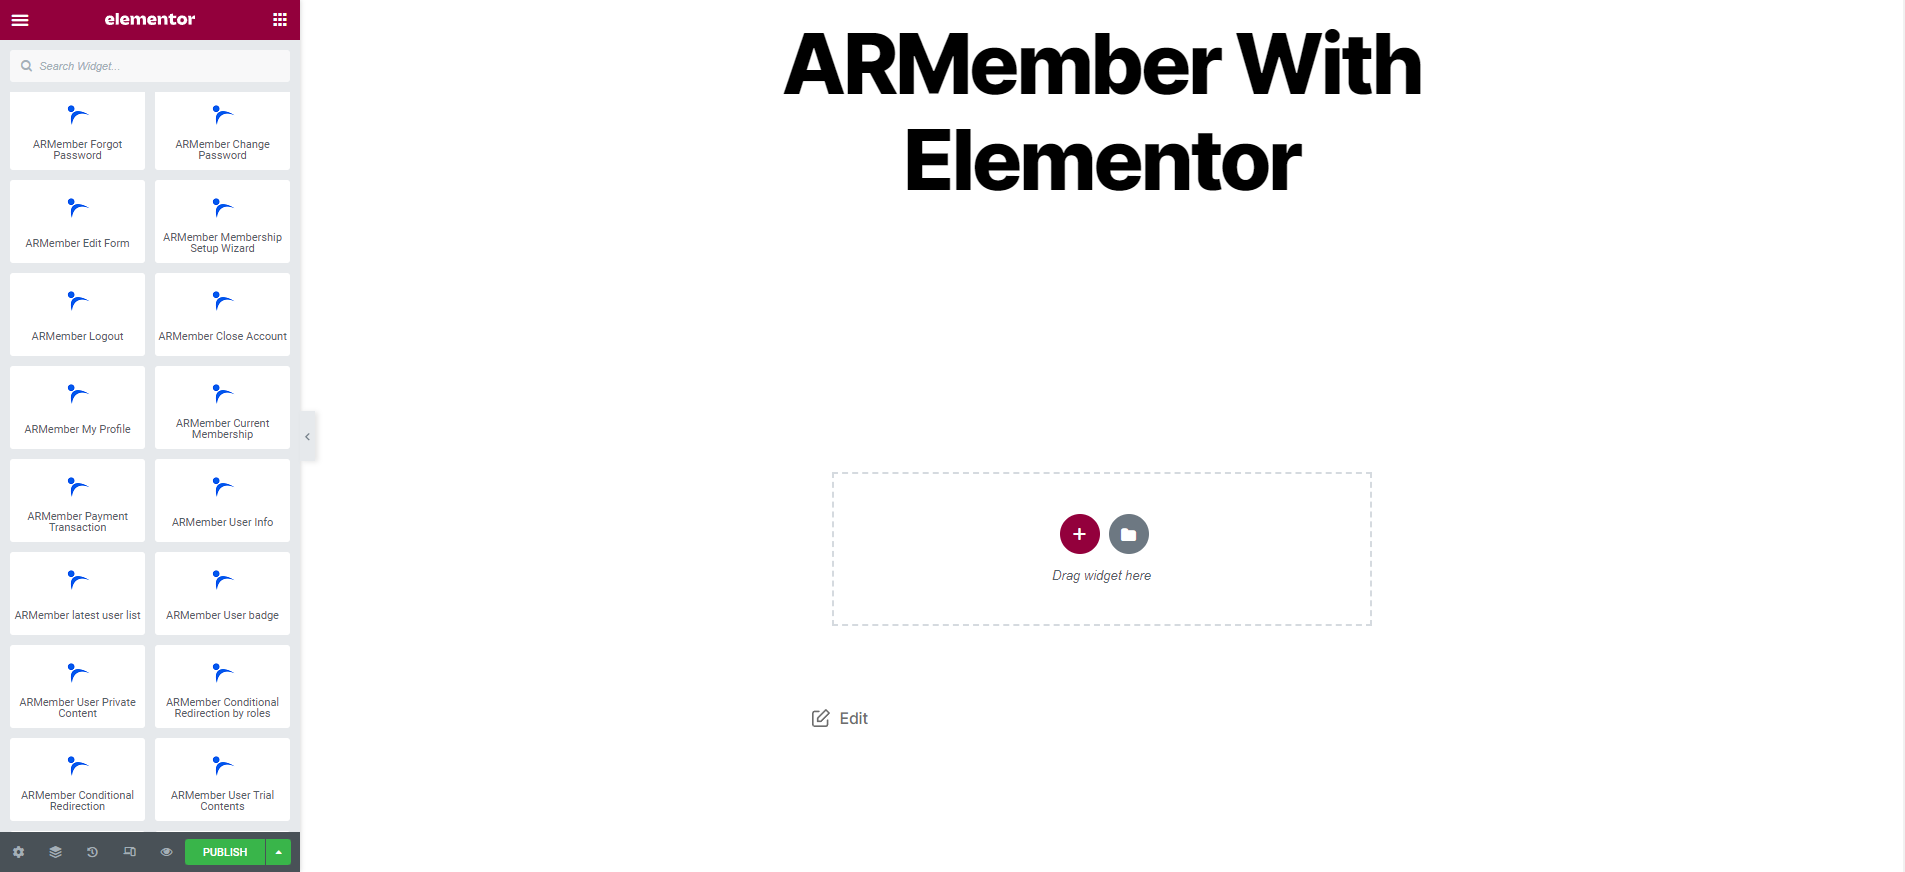 elementor
Search Widget...
ARMember Forgot
Password
ARMember Change
Password
ARMember Edit Form
ARMember Membership
Setup Wizard
ARMember Logout
ARMember Close Account
ARMember My Profile
ARMember Current
Membership
ARMember Payment
Transaction
ARMember User Info
ARMember latest user list
ARMember User badge
ARMember User Private
Content
ARMember Conditional
Redirection by roles
ARMember Conditional
Redirection
ARMember User Trial
Contents
PUBLISH
ARMember With
Elementor
Drag widget here
Edit